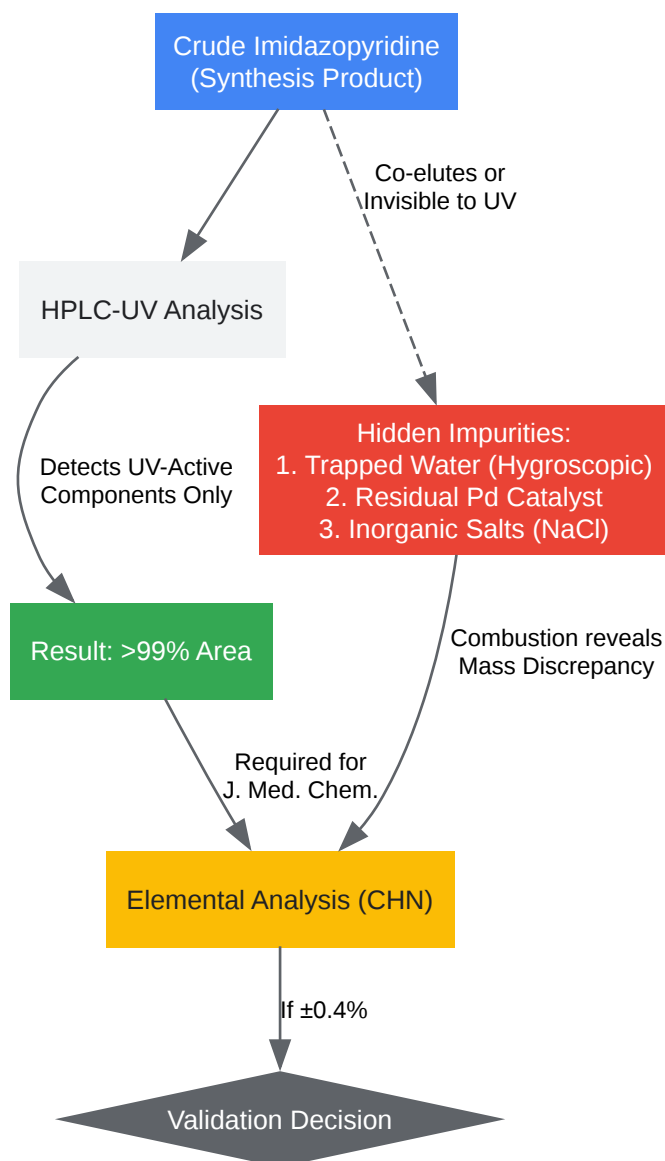 Crude Imidazopyridine
(Synthesis Product)
Co-elutes or
Invisible to UV
HPLC-UV Analysis
Hidden Impurities:
1. Trapped Water (Hygroscopic)
2. Residual Pd Catalyst
3. Inorganic Salts (NaCl)
Detects UV-Active
Components Only
Result: >99% Area
Combustion reveals
Mass Discrepancy
Required for
J. Med. Chem.
Elemental Analysis (CHN)
If ±0.4%
Validation Decision